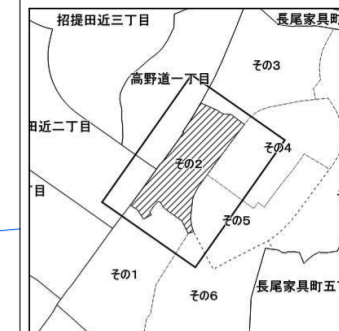 招提田近三丁目
長尾家具町
その3
高野道一丁目
田近二丁目
その2
その4
丁目
その5
その1
その6
長尾家具町五丁